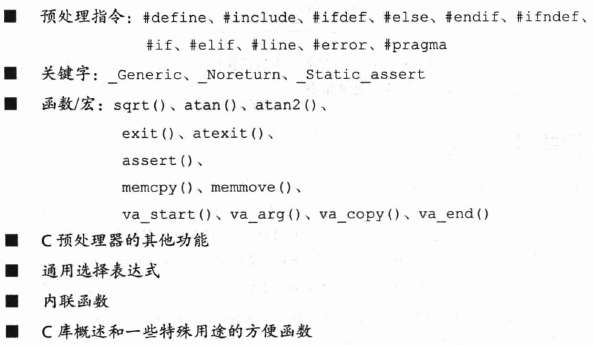 ■ 预处理指令：#define、#include、#ifdef、#else、#endif、#ifndef、
#if、#elif、#line、#error、#pragma
■ 关键字：_Generic、_Noreturn、_Static_assert
■ 函数/宏：sqrt()、atan()、atan2()、
exit()、atexit()、
assert()、
memcpy()、memmove()、
va_start()、va_arg()、va_copy()、va_end()
■ C 预处理器的其他功能
■ 通用选择表达式
■ 内联函数
■ C 库概述和一些特殊用途的方便函数